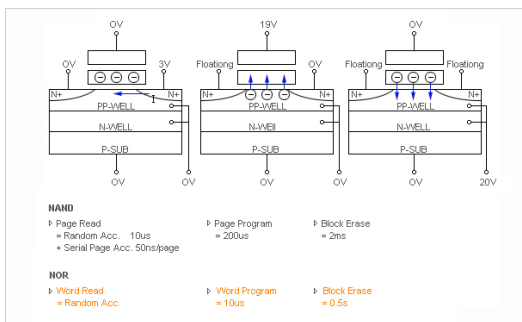 0V 19V 0V
0V 3V Floationg 0V Floationg Floationg
N+ N+ N+ N+ N+ N+
PP-WELL PP-WELL PP-WELL
N-WELL N-WEll N-WELL
P-SUB P-SUB P-SUB
0V 0V 0V 0V 0V 20V
NAND
Page Read Page Program Block Erase
= Random Acc. 10us = 200us = 2ms
+ Serial Page Acc. 50ns/page
NOR
Word Read Word Program Block Erase
= Random Acc. = 10us = 0.5s